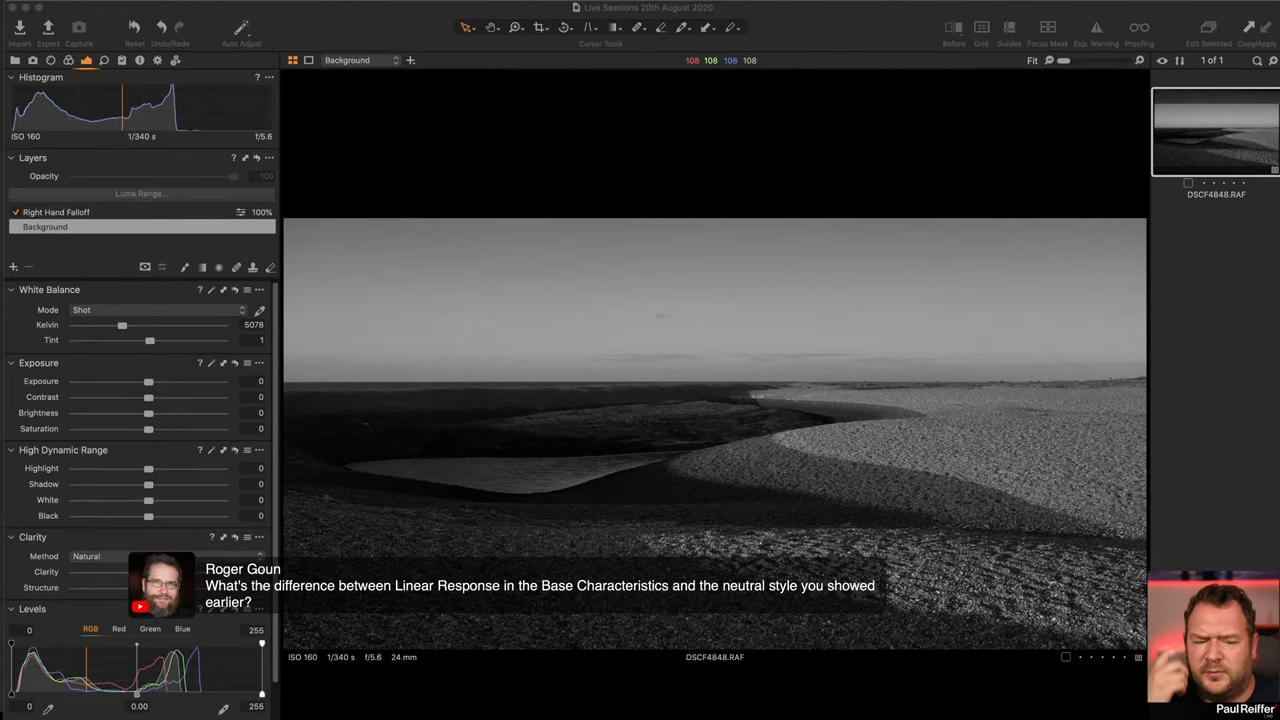 Live Sessions 20th August 2020
Import
Export
Capture
Reset
Undo/Redo
Auto Adjust
Cursor Tools
Before
Grid
Guides
Focus Mask
Exp. Warning
Proofing
Edit Selected
Copy/Apply
Background
108 108 108 108
Fit
1 of 1
Histogram
ISO 160
1/340 s
f/5.6
Layers
Opacity
100
Luma Range...
Right Hand Falloff
100%
Background
White Balance
Mode
Shot
Kelvin
5078
Tint
1
Exposure
Exposure
0
Contrast
0
Brightness
0
Saturation
0
High Dynamic Range
Highlight
0
Shadow
0
White
0
Black
0
Clarity
Method
Natural
Clarity
Structure
Levels
0
RGB
Red
Green
Blue
255
0
0.00
255
DSCF4848.RAF
Roger Goun
What's the difference between Linear Response in the Base Characteristics and the neutral style you showed
earlier?
ISO 160
1/340 s
f/5.6
24 mm
DSCF4848.RAF
Paul Reiffer
Live